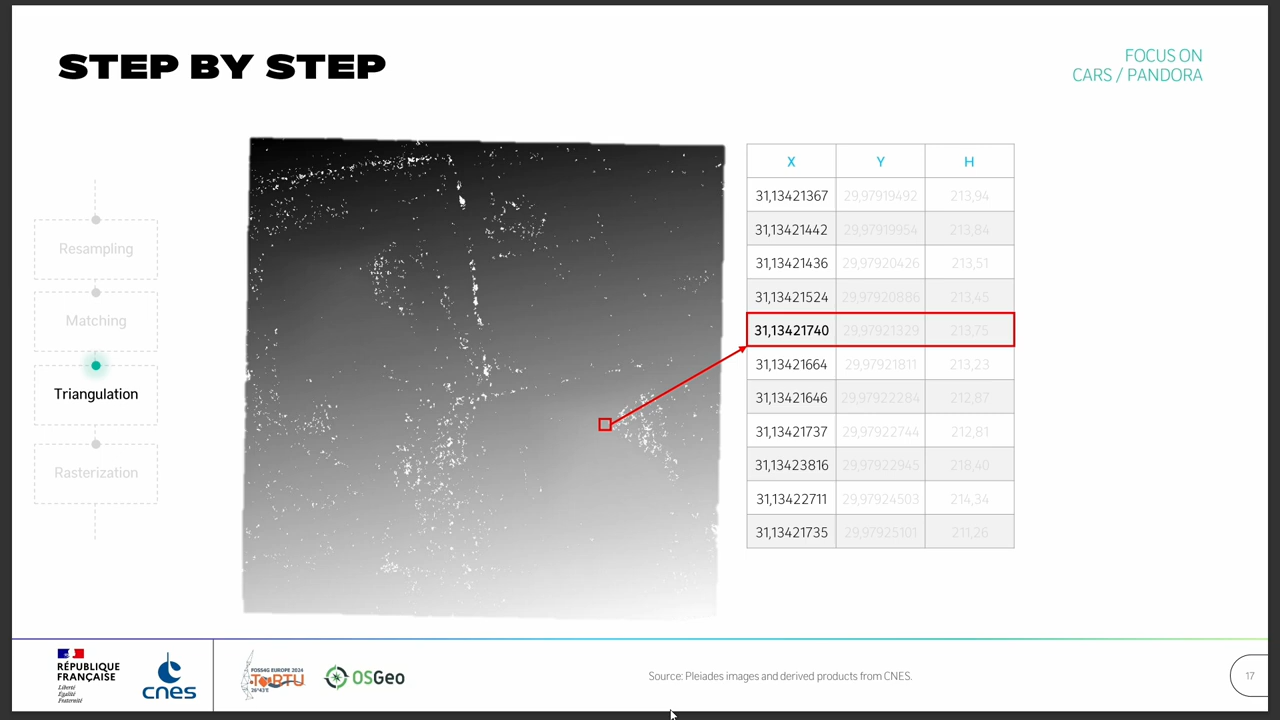 STEP BY STEP
FOCUS ON
CARS / PANDORA
Resampling
Matching
Triangulation
Rasterization
X Y H
31,13421367 29,97919492 213,94
31,13421442 29,97919954 213,84
31,13421436 29,97920426 213,51
31,13421524 29,97920886 213,45
31,13421740 29,97921329 213,75
31,13421664 29,97921811 213,23
31,13421646 29,97922284 212,87
31,13421737 29,97922744 212,81
31,13423816 29,97922945 218,40
31,13422711 29,97924503 214,34
31,13421735 29,97925101 211,26
RÉPUBLIQUE
FRANÇAISE
Liberté
Égalité
Fraternité
cnes
FOSS4G EUROPE 2024
TARTU
OSGeo
Source: Pleiades images and derived products from CNES.
17